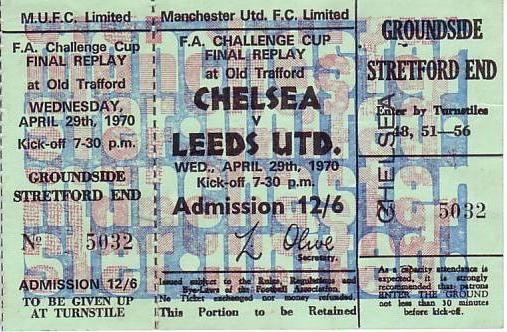 M.U.F.C. Limited
F.A. Challenge Cup
FINAL REPLAY
at Old Trafford
WEDNESDAY,
APRIL 29th, 1970
Kick-off 7-30 p.m.
GROUNDSIDE
STRETFORD END
No 5032
ADMISSION 12/6
TO BE GIVEN UP
AT TURNSTILE
Manchester Utd. F.C. Limited
F.A. CHALLENGE CUP
FINAL REPLAY
at Old Trafford
CHELSEA
v
LEEDS UTD.
WED., APRIL 29th, 1970
Kick-off 7-30 p.m.
Admission 12/6
L Olive
Secretary.
Issued subject to the Rules, Regulations and
Bye-Laws of the Football Association.
No Ticket exchanged nor money refunded.
This Portion to be Retained
GROUNDSIDE
STRETFORD END
Enter by Turnstiles
48, 51—56
CHELSEA
5032
As a capacity attendance is
expected, it is strongly
recommended that patrons
ENTER THE GROUND
not less than 30 minutes
before kick-off.